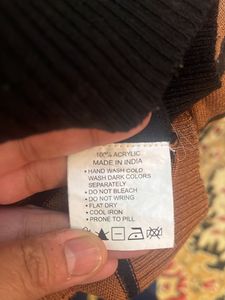 100% ACRYLIC
MADE IN INDIA
• HAND WASH COLD
WASH DARK COLORS
SEPARATELY
• DO NOT BLEACH
• DO NOT WRING
• FLAT DRY
• COOL IRON
• PRONE TO PILL